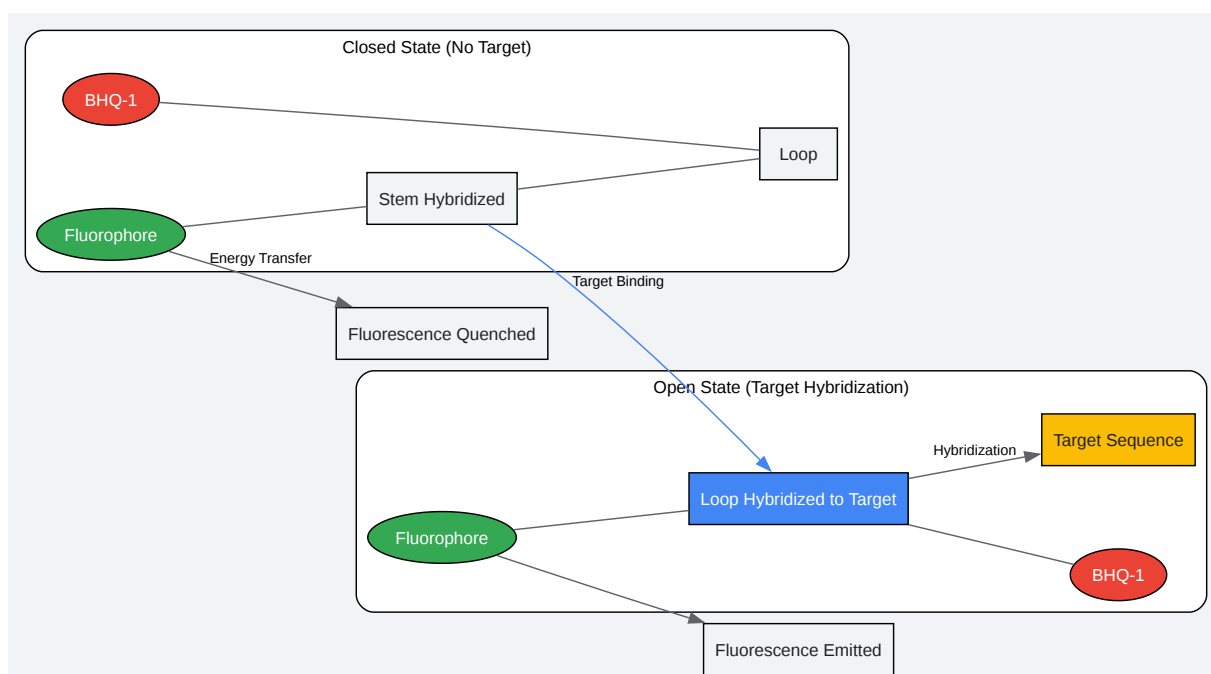 Closed State (No Target)
BHQ-1
Loop
Stem Hybridized
Fluorophore
Energy Transfer
Target Binding
Fluorescence Quenched
Open State (Target Hybridization)
Target Sequence
Hybridization
Loop Hybridized to Target
Fluorophore
BHQ-1
Fluorescence Emitted